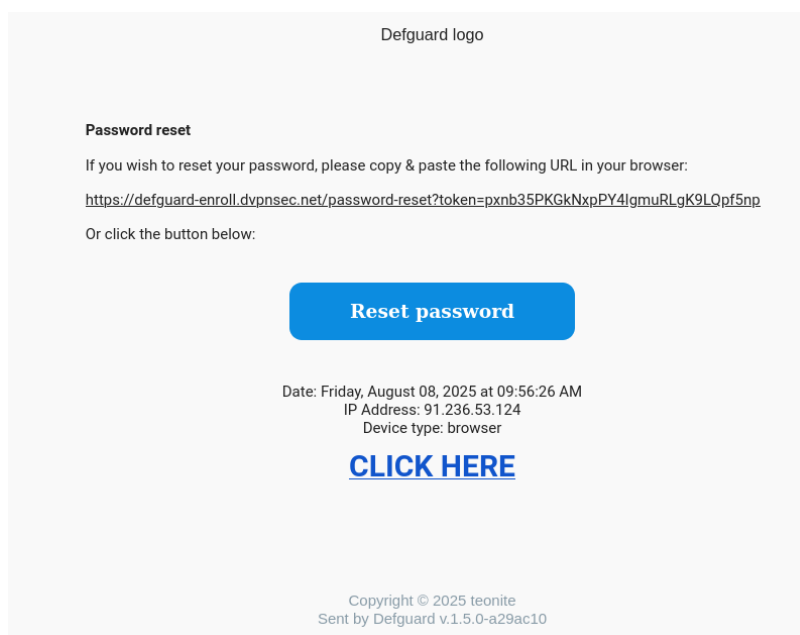 Defguard logo
Password reset
If you wish to reset your password, please copy & paste the following URL in your browser:
https://defguard-enroll.dvpnsec.net/password-reset?token=pxnb35PKGkNxpPY4lgmuRLgK9LQpf5np
Or click the button below:
Reset password
Date: Friday, August 08, 2025 at 09:56:26 AM
IP Address: 91.236.53.124
Device type: browser
CLICK HERE
Copyright © 2025 teonite
Sent by Defguard v.1.5.0-a29ac10